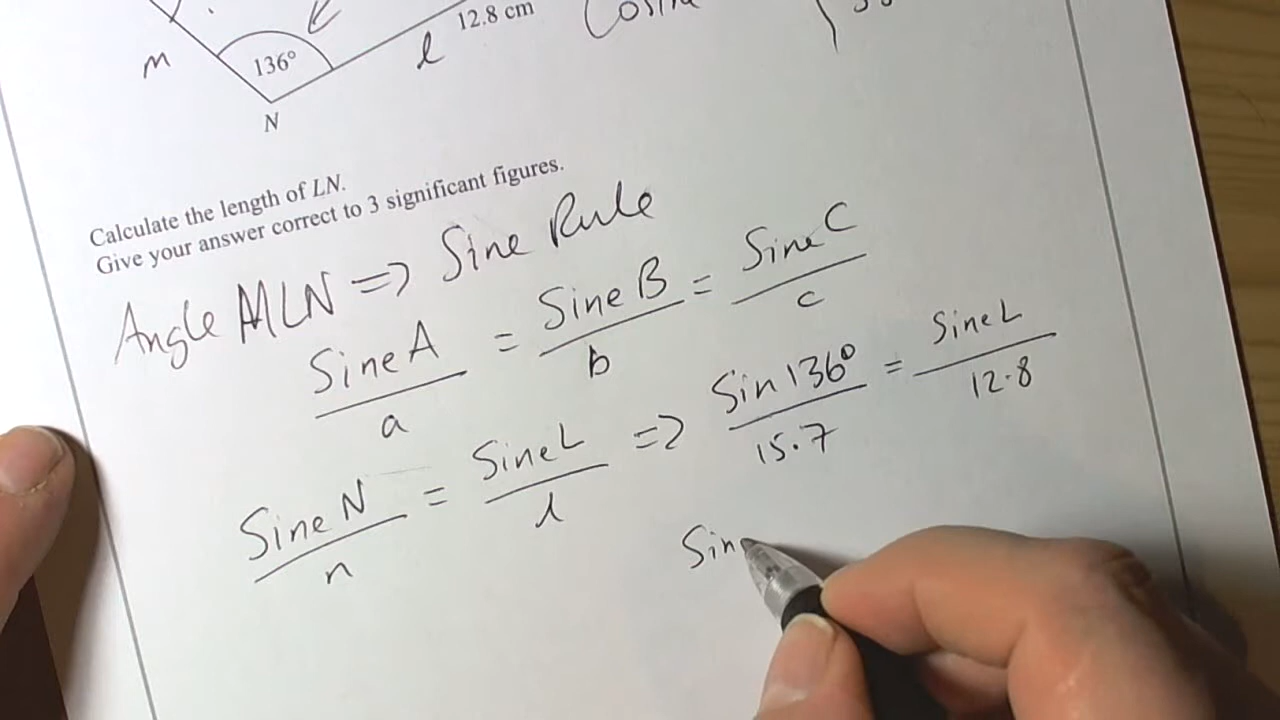 12.8 cm
m
136°
l
N
Calculate the length of LN.
Give your answer correct to 3 significant figures.
Angle MLN => Sine Rule
Sine A / a = Sine B / b = Sine C / c
Sine N / n = Sine L / l => Sin 136° / 15.7 = Sine L / 12.8
Sin